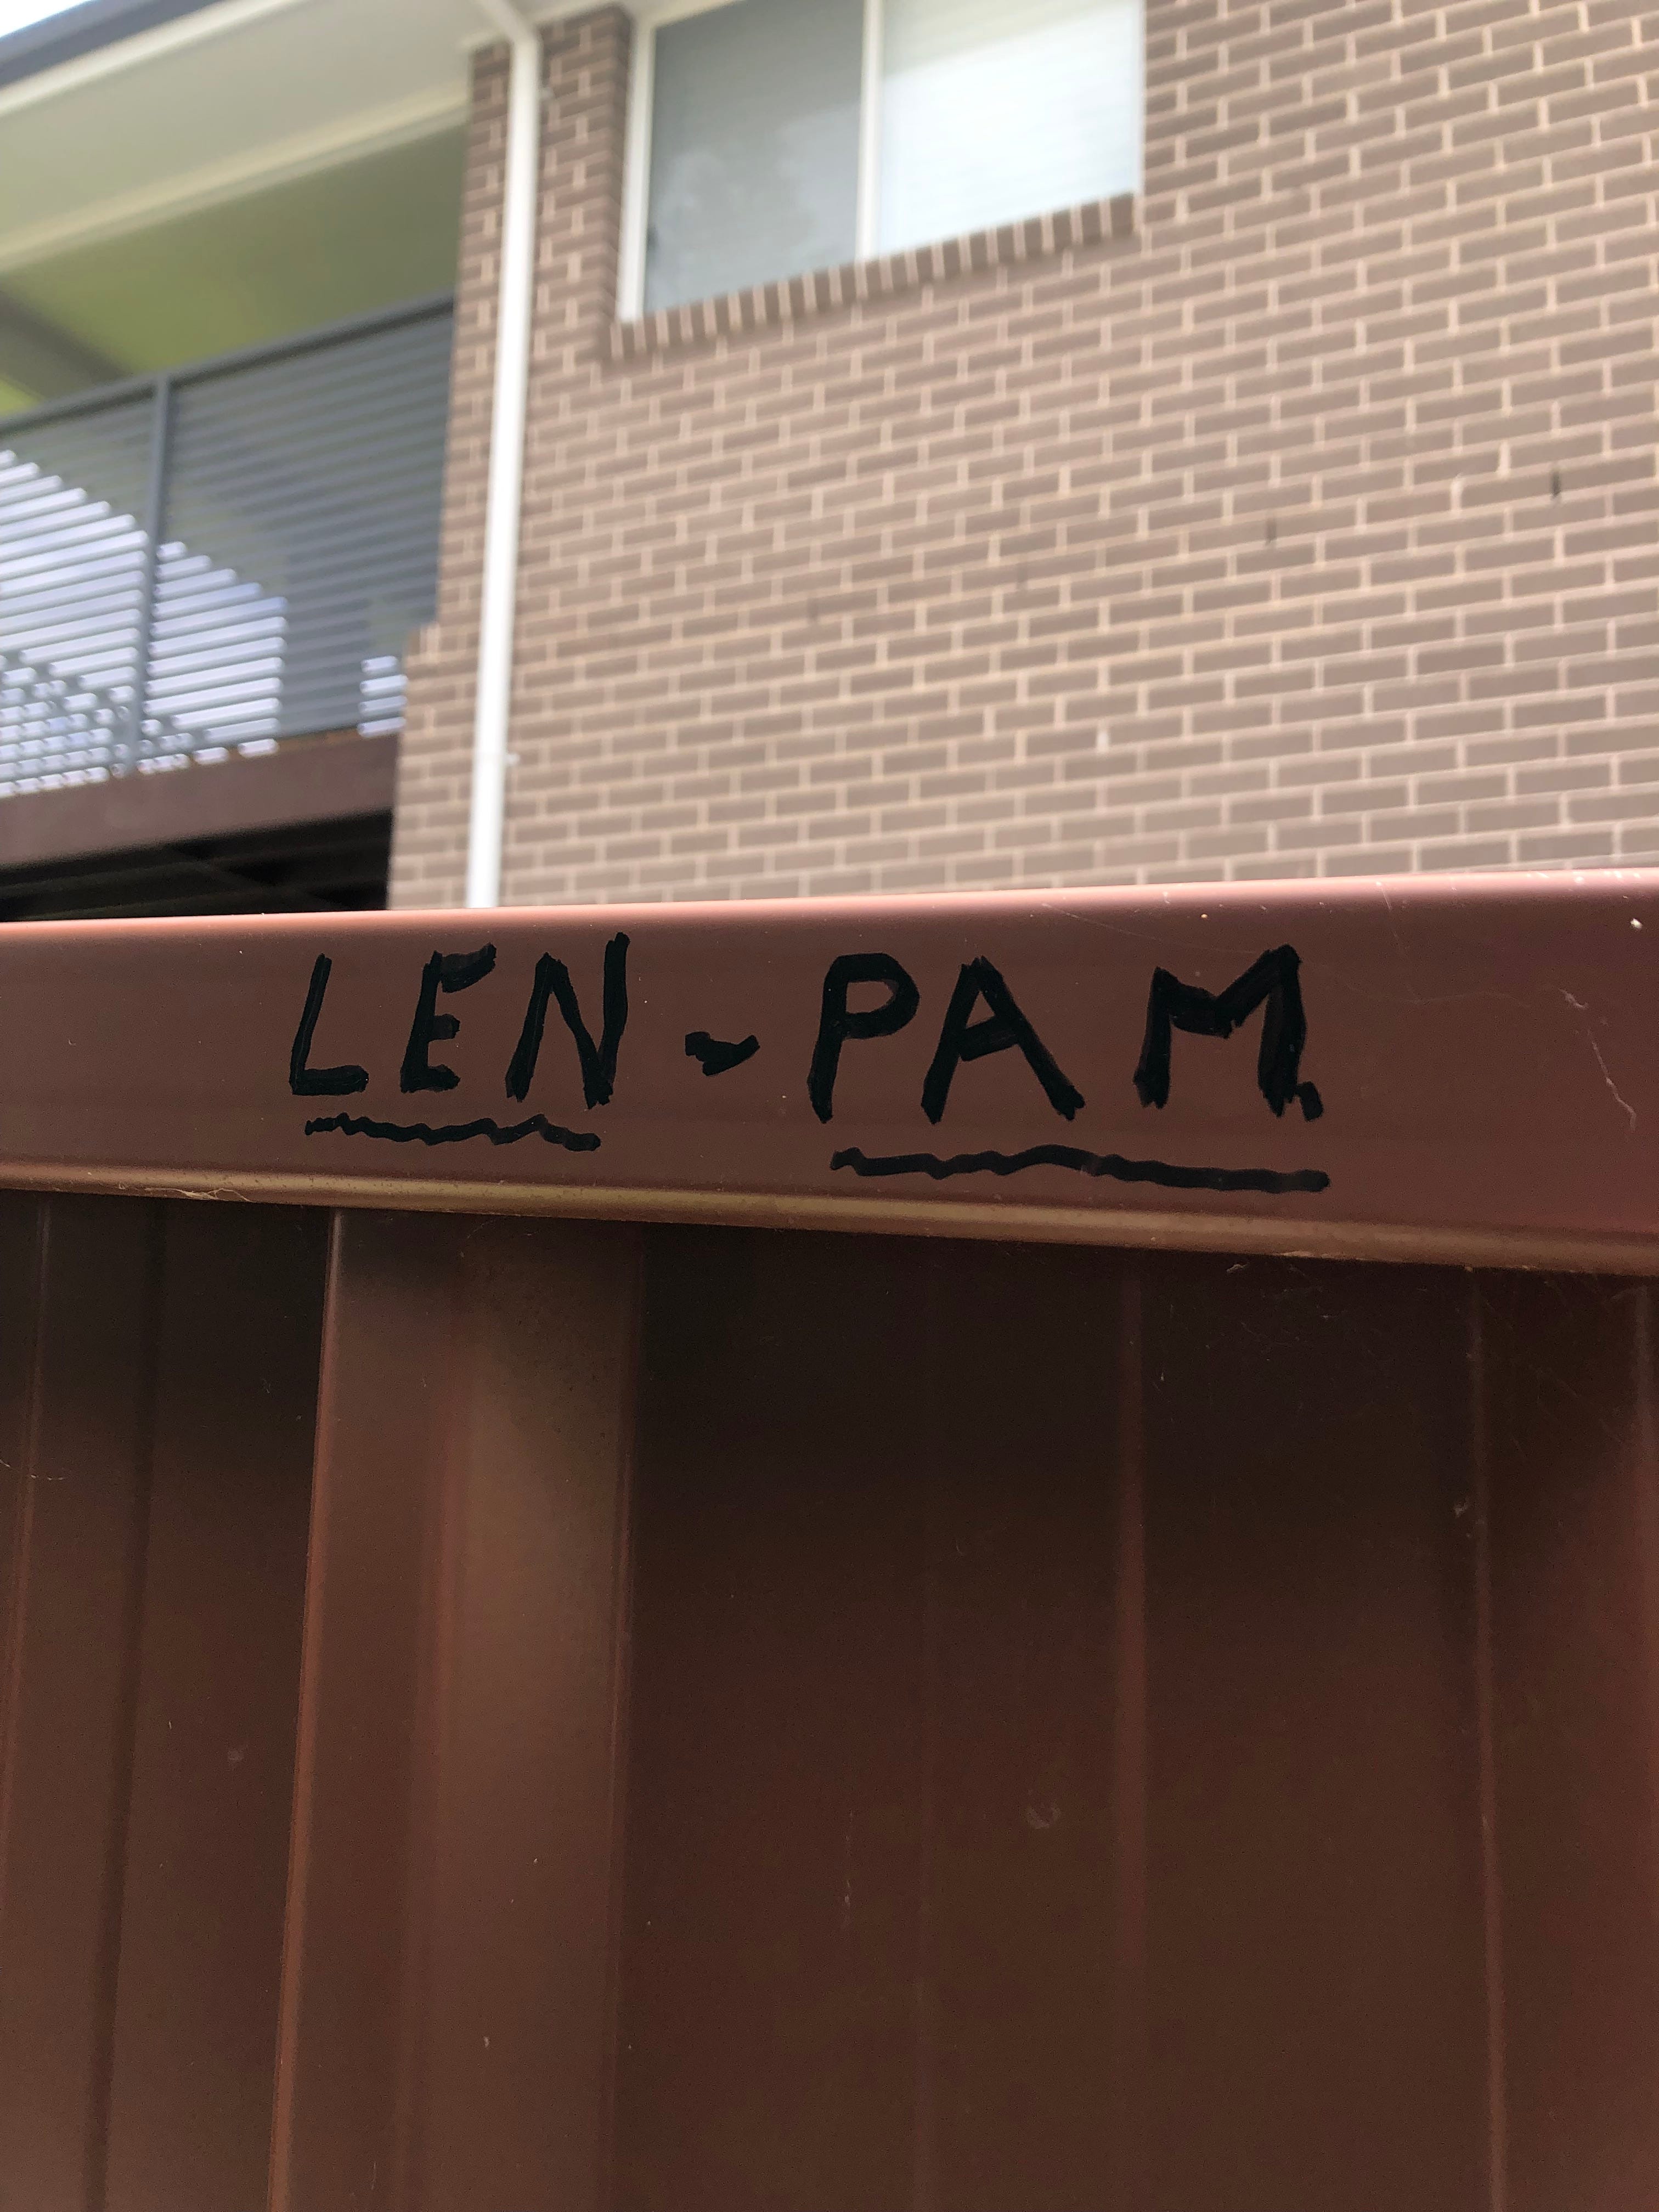 LEN - PAM.